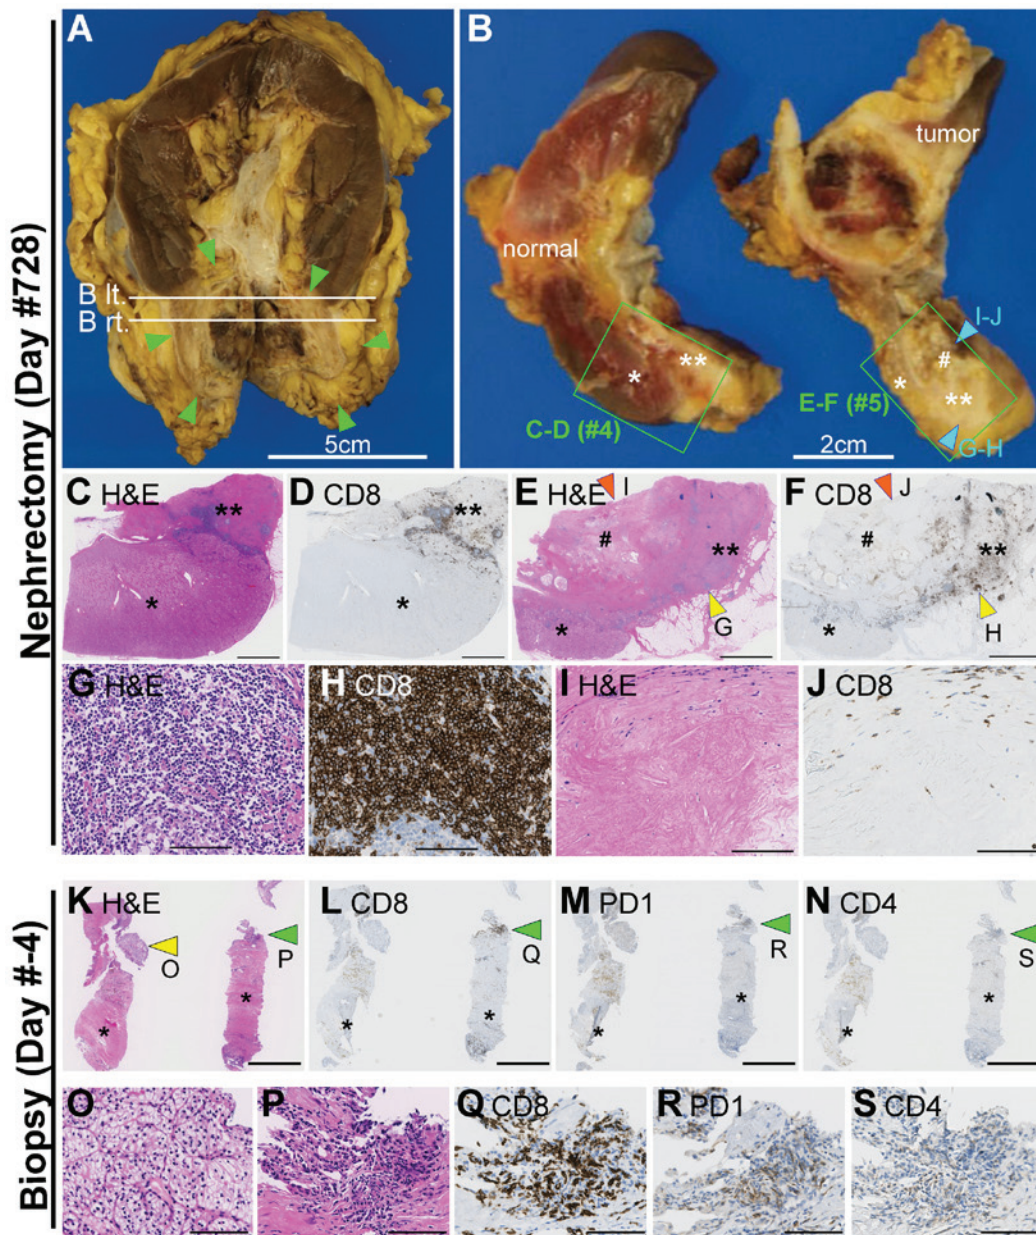 Nephrectomy (Day #728)
A
B lt.
B rt.
5cm
B
normal
tumor
*
**
C-D (#4)
I-J
#
*
**
E-F (#5)
G-H
2cm
C H&E
**
*
D CD8
**
*
E H&E
I
#
**
*
G
F CD8
J
#
**
*
H
G H&E
H CD8
I H&E
J CD8
Biopsy (Day #-4)
K H&E
O
P
*
*
L CD8
Q
*
*
M PD1
R
*
*
N CD4
S
*
*
O
P
Q CD8
R PD1
S CD4